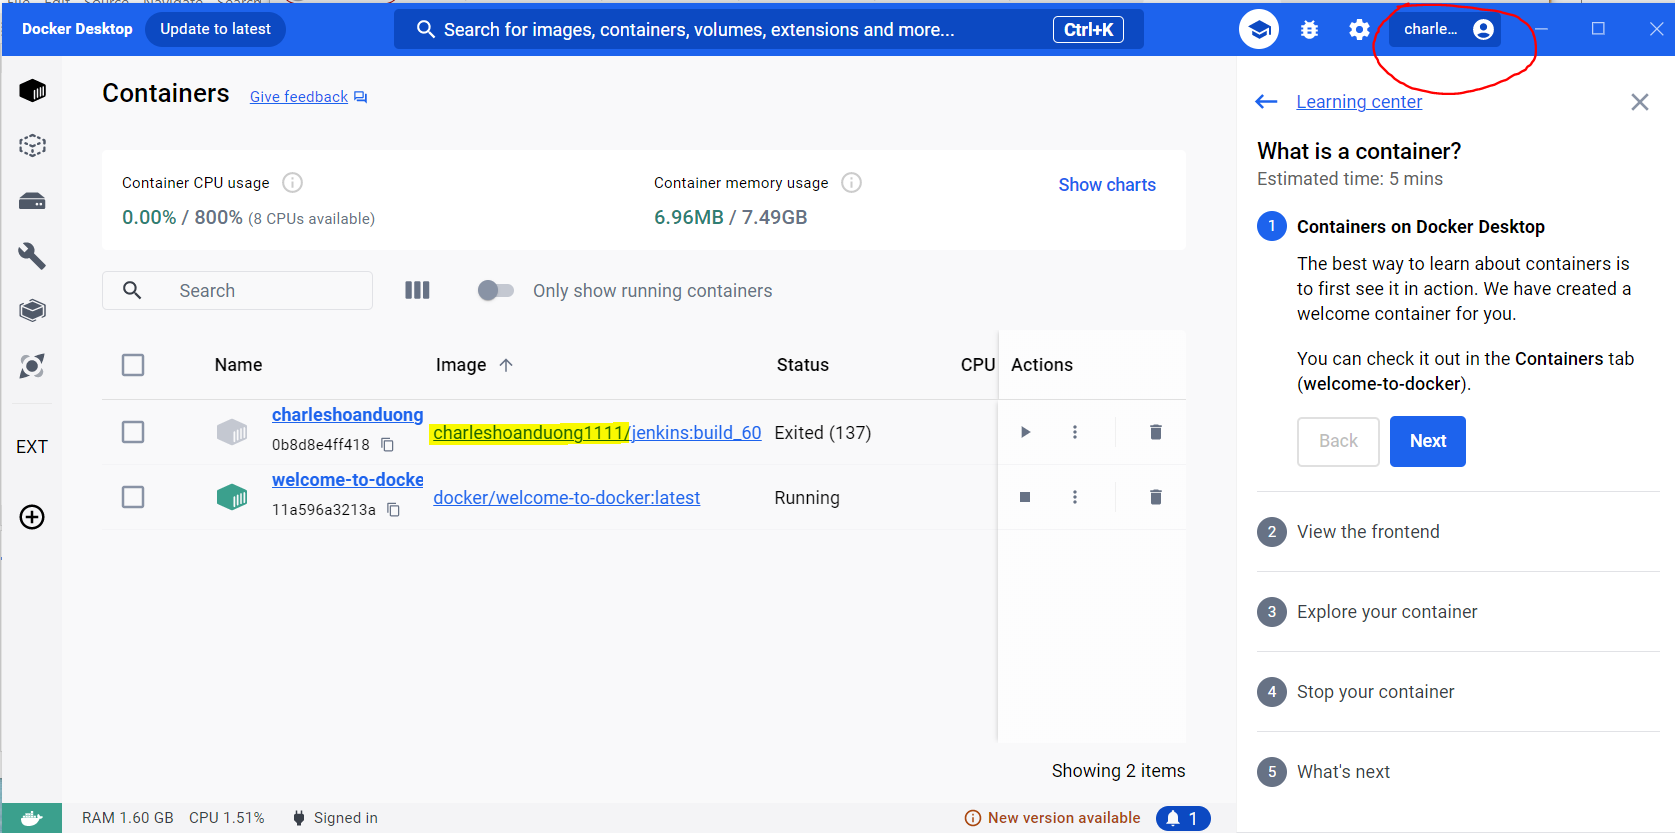 Docker Desktop Update to latest Search for images, containers, volumes, extensions and more... Ctrl+K charle...
Containers Give feedback
Container CPU usage
0.00% / 800% (8 CPUs available)
Container memory usage
6.96MB / 7.49GB
Show charts
Search Only show running containers
Name Image Status CPU Actions
charleshoanduong
0b8d8e4ff418
charleshoanduong1111/jenkins:build_60 Exited (137)
welcome-to-docke
11a596a3213a
docker/welcome-to-docker:latest Running
EXT
Showing 2 items
Learning center
What is a container?
Estimated time: 5 mins
1 Containers on Docker Desktop
The best way to learn about containers is
to first see it in action. We have created a
welcome container for you.
You can check it out in the Containers tab
(welcome-to-docker).
Back Next
2 View the frontend
3 Explore your container
4 Stop your container
5 What's next
RAM 1.60 GB CPU 1.51% Signed in New version available 1